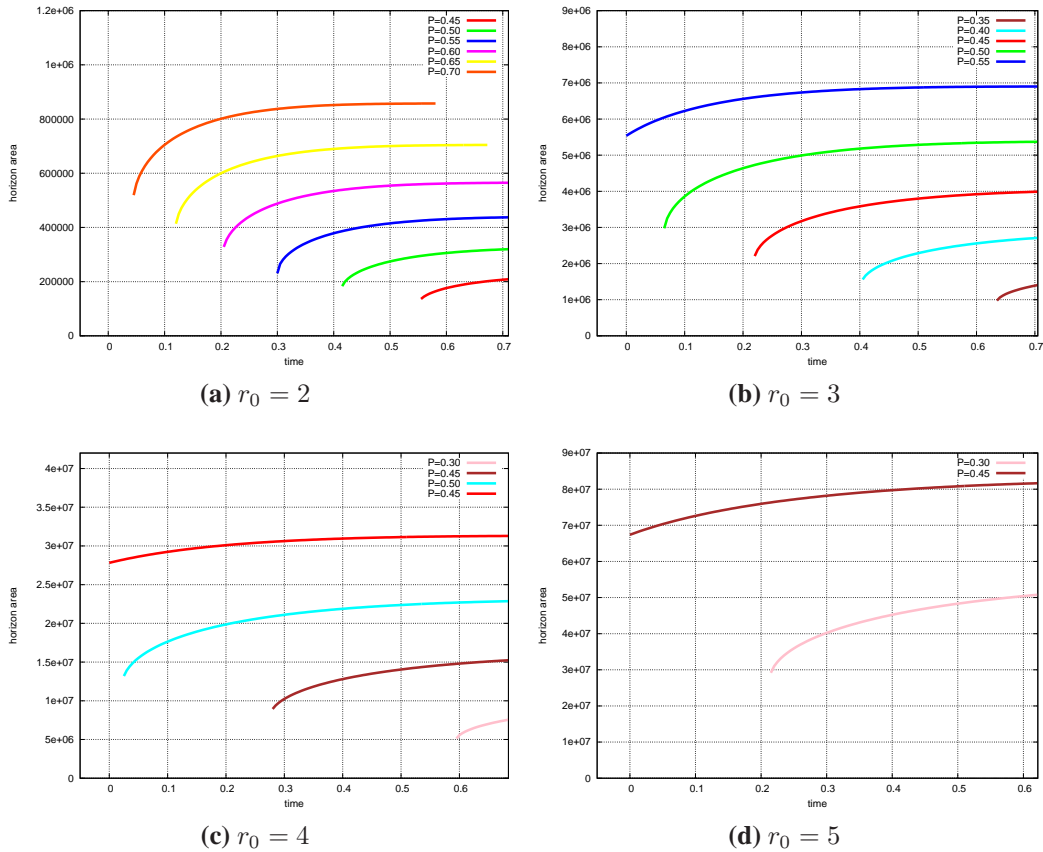 1.2e+06
1e+06
800000
600000
400000
200000
0
horizon area
P=0.45
P=0.50
P=0.55
P=0.60
P=0.65
P=0.70
0 0.1 0.2 0.3 0.4 0.5 0.6 0.7
time
(a) r₀ = 2
9e+06
8e+06
7e+06
6e+06
5e+06
4e+06
3e+06
2e+06
1e+06
0
horizon area
P=0.35
P=0.40
P=0.45
P=0.50
P=0.55
0 0.1 0.2 0.3 0.4 0.5 0.6 0.7
time
(b) r₀ = 3
4e+07
3.5e+07
3e+07
2.5e+07
2e+07
1.5e+07
1e+07
5e+06
0
horizon area
P=0.30
P=0.45
P=0.50
P=0.45
0 0.1 0.2 0.3 0.4 0.5 0.6
time
(c) r₀ = 4
9e+07
8e+07
7e+07
6e+07
5e+07
4e+07
3e+07
2e+07
1e+07
0
horizon area
P=0.30
P=0.45
0 0.1 0.2 0.3 0.4 0.5 0.6
time
(d) r₀ = 5